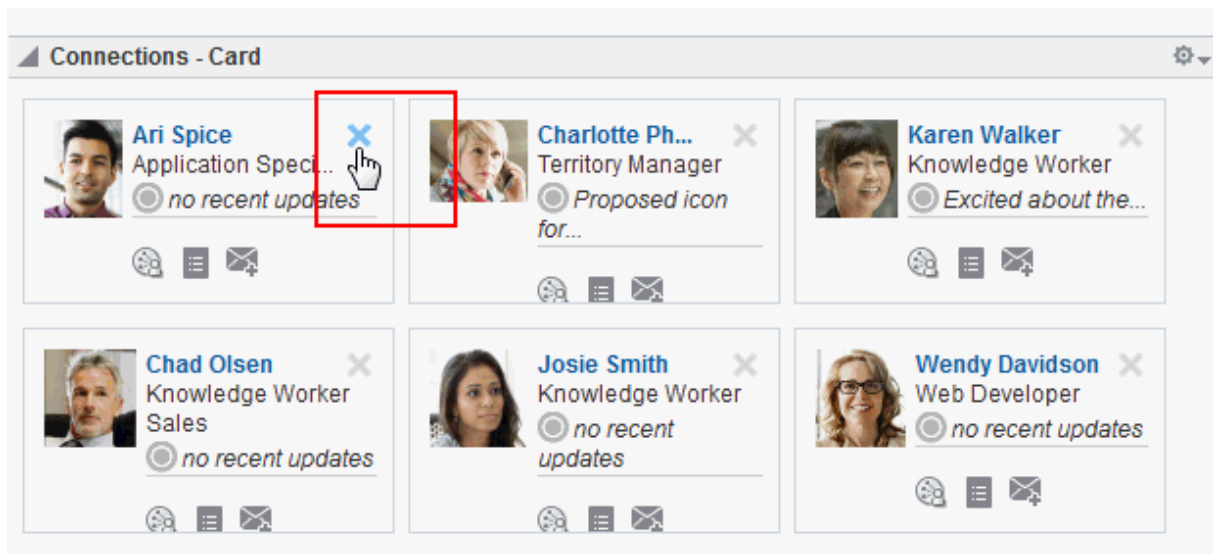 Connections - Card
Ari Spice
Application Speci...
no recent updates
Charlotte Ph...
Territory Manager
Proposed icon
for...
Karen Walker
Knowledge Worker
Excited about the...
Chad Olsen
Knowledge Worker
Sales
no recent updates
Josie Smith
Knowledge Worker
no recent
updates
Wendy Davidson
Web Developer
no recent updates